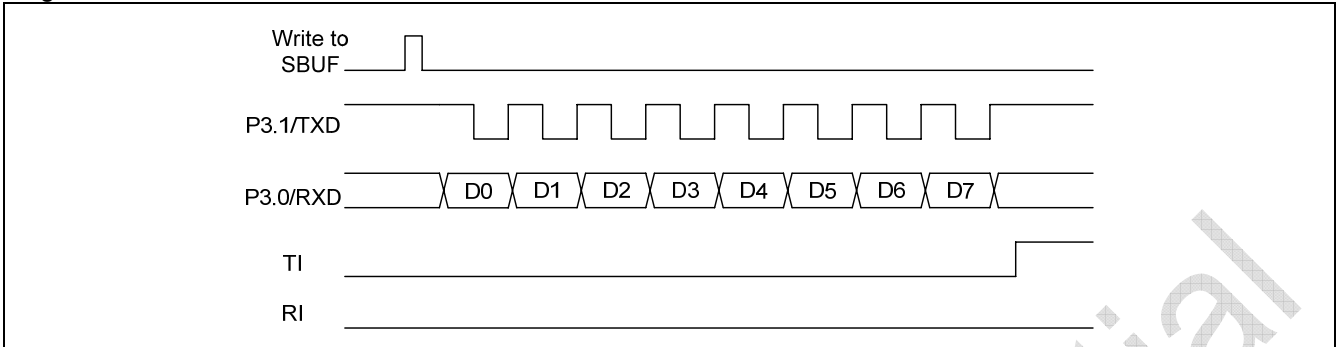 Write to
SBUF
P3.1/TXD
P3.0/RXD D0 D1 D2 D3 D4 D5 D6 D7
TI
RI